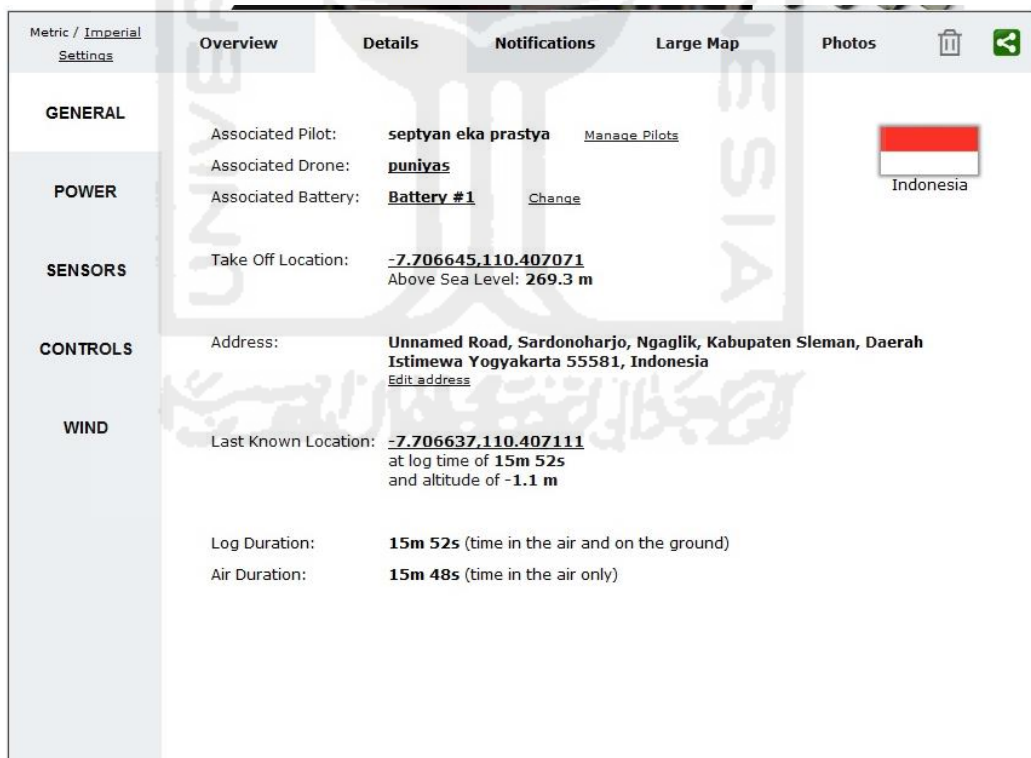 Metric / Imperial
Settings
Overview Details Notifications Large Map Photos
GENERAL
POWER
SENSORS
CONTROLS
WIND
Associated Pilot: septyan eka prastya Manage Pilots
Associated Drone: puniyas
Associated Battery: Battery #1 Change
Indonesia
Take Off Location: -7.706645,110.407071
Above Sea Level: 269.3 m
Address: Unnamed Road, Sardonoharjo, Ngaglik, Kabupaten Sleman, Daerah
Istimewa Yogyakarta 55581, Indonesia
Edit address
Last Known Location: -7.706637,110.407111
at log time of 15m 52s
and altitude of -1.1 m
Log Duration: 15m 52s (time in the air and on the ground)
Air Duration: 15m 48s (time in the air only)